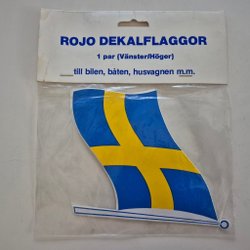 ROJO DEKALFLAGGOR
1 par (Vänster/Höger)
till bilen, båten, husvagnen m.m.